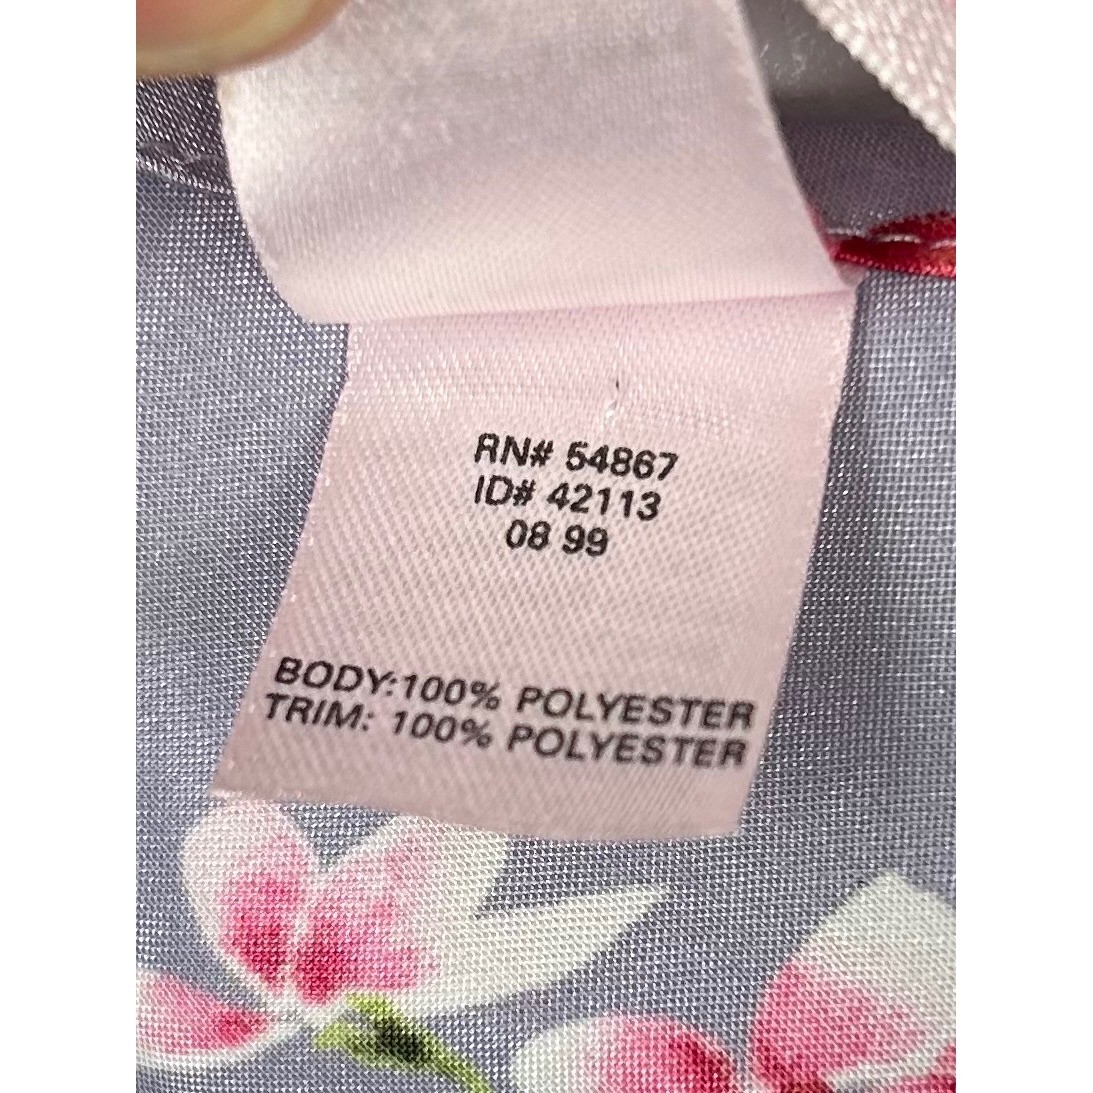 RN# 54867
ID# 42113
08 99
BODY:100% POLYESTER
TRIM: 100% POLYESTER